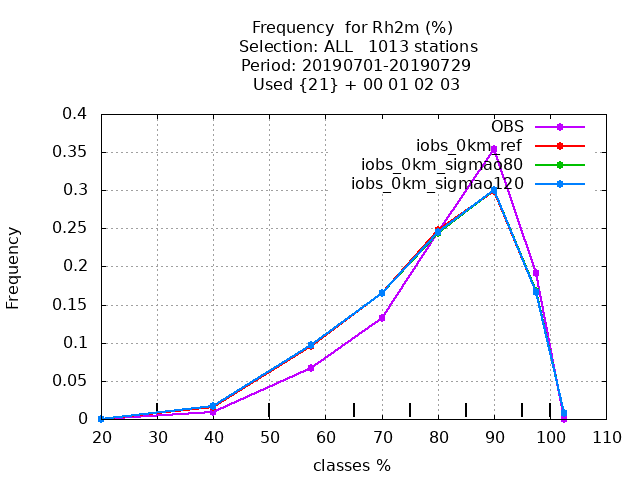 Frequency  for Rh2m (%)
Selection: ALL   1013 stations
Period: 20190701-20190729
Used {21} + 00 01 02 03
0.4
0.35
0.3
0.25
0.2
0.15
0.1
0.05
0
Frequency
OBS
iobs_0km_ref
iobs_0km_sigmao80
iobs_0km_sigmao120
20 30 40 50 60 70 80 90 100 110
classes %